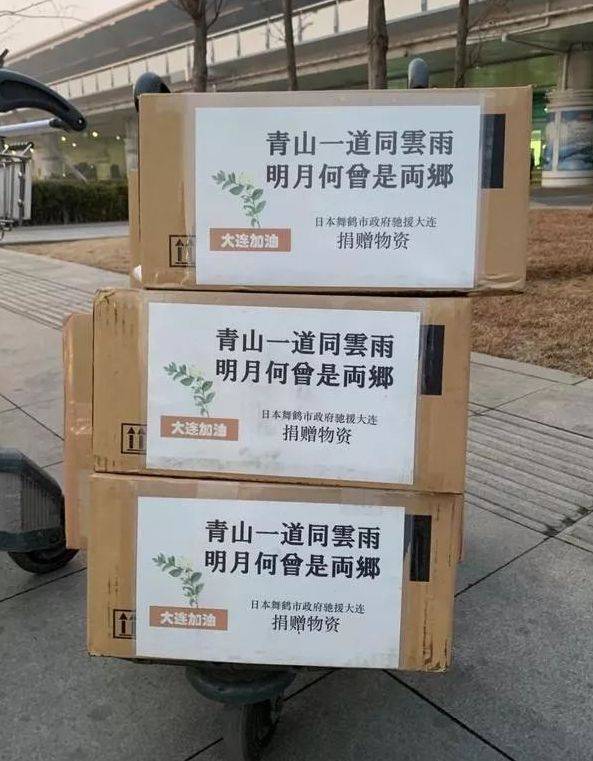 青山一道同雲雨
明月何曾是両郷
日本舞鹤市政府驰援大连
大连加油
捐赠物资
青山一道同雲雨
明月何曾是両郷
日本舞鹤市政府驰援大连
大连加油
捐赠物资
青山一道同雲雨
明月何曾是両郷
日本舞鹤市政府驰援大连
大连加油
捐赠物资